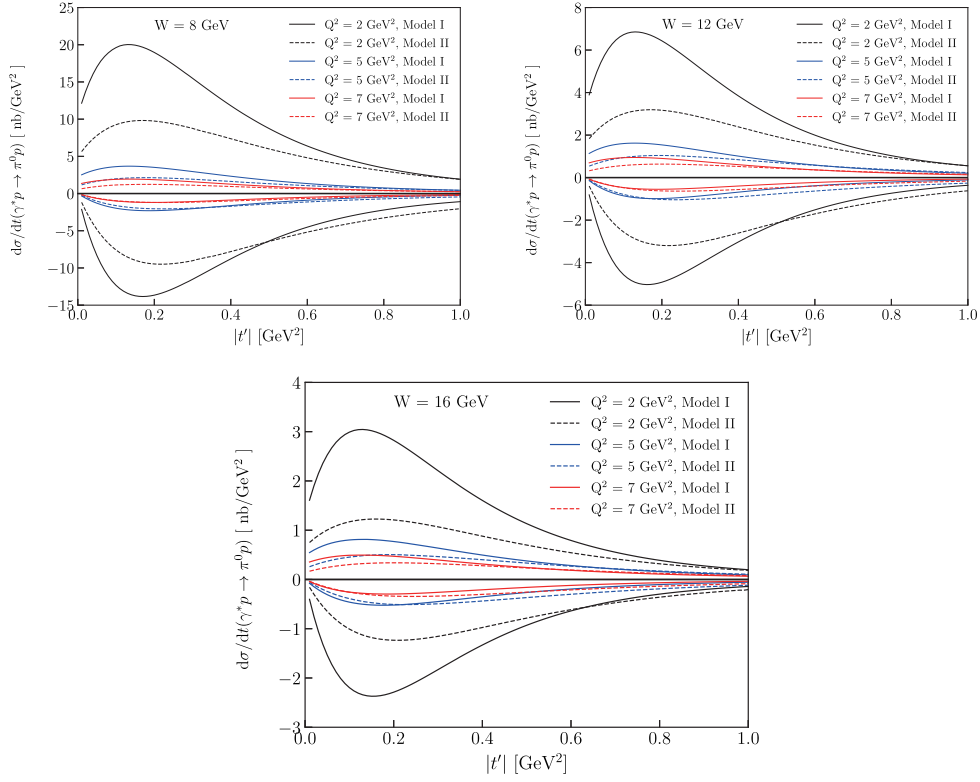 W = 8 GeV
Q² = 2 GeV², Model I
Q² = 2 GeV², Model II
Q² = 5 GeV², Model I
Q² = 5 GeV², Model II
Q² = 7 GeV², Model I
Q² = 7 GeV², Model II
25
20
15
10
5
0
−5
−10
−15
dσ/dt(γ*p → π⁰p) [ nb/GeV² ]
0.0 0.2 0.4 0.6 0.8 1.0
|t′| [GeV²]
W = 12 GeV
Q² = 2 GeV², Model I
Q² = 2 GeV², Model II
Q² = 5 GeV², Model I
Q² = 5 GeV², Model II
Q² = 7 GeV², Model I
Q² = 7 GeV², Model II
8
6
4
2
0
−2
−4
−6
dσ/dt(γ*p → π⁰p) [ nb/GeV² ]
0.0 0.2 0.4 0.6 0.8 1.0
|t′| [GeV²]
W = 16 GeV
Q² = 2 GeV², Model I
Q² = 2 GeV², Model II
Q² = 5 GeV², Model I
Q² = 5 GeV², Model II
Q² = 7 GeV², Model I
Q² = 7 GeV², Model II
4
3
2
1
0
−1
−2
−3
dσ/dt(γ*p → π⁰p) [ nb/GeV² ]
0.0 0.2 0.4 0.6 0.8 1.0
|t′| [GeV²]